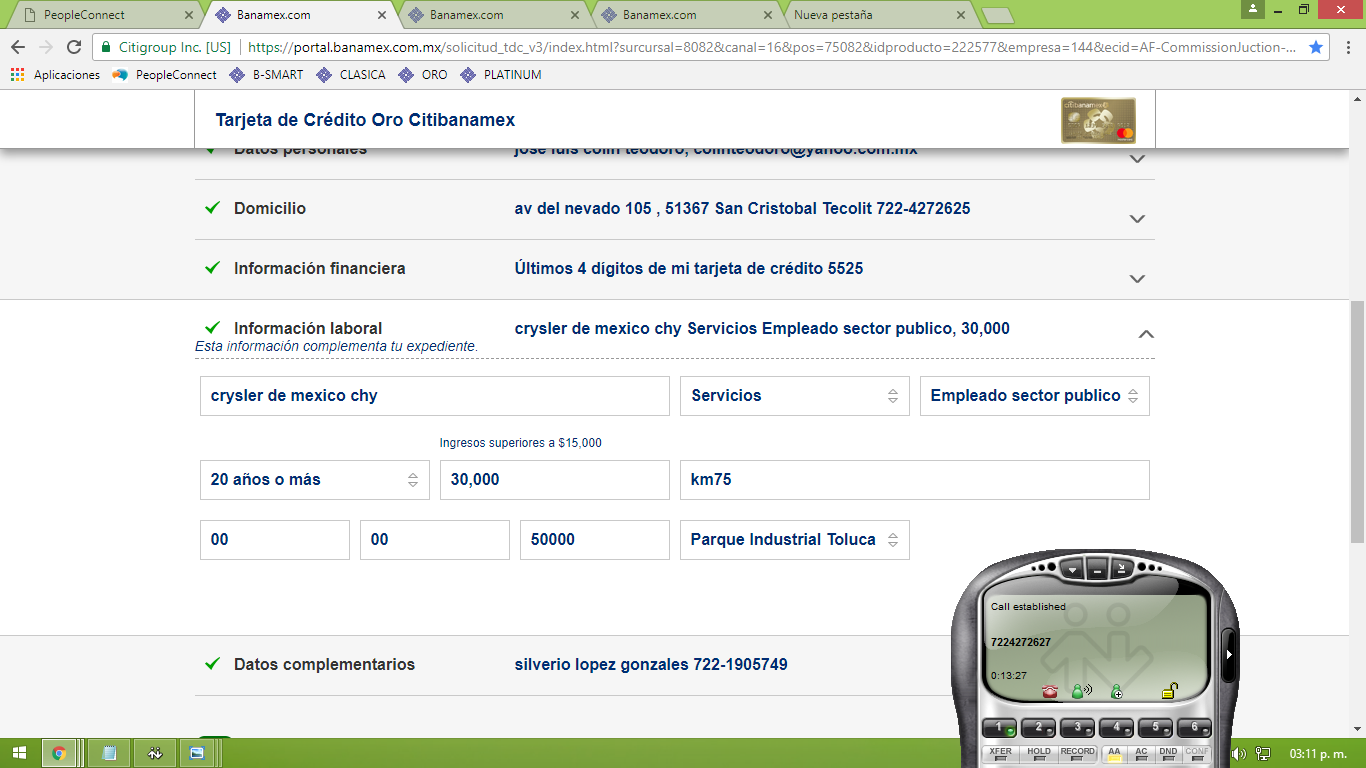 PeopleConnect
Banamex.com
Banamex.com
Banamex.com
Nueva pestaña
Citigroup Inc. [US]
https://portal.banamex.com.mx/solicitud_tdc_v3/index.html?surcursal=8082&canal=16&pos=75082&idproducto=222577&empresa=144&ecid=AF-CommissionJuction-...
Aplicaciones PeopleConnect B-SMART CLASICA ORO PLATINUM
Tarjeta de Crédito Oro Citibanamex
citibanamex
Datos personales jose luis colin teodoro, colinteodoro@yahoo.com.mx
Domicilio av del nevado 105 , 51367 San Cristobal Tecolit 722-4272625
Información financiera Últimos 4 dígitos de mi tarjeta de crédito 5525
Información laboral crysler de mexico chy Servicios Empleado sector publico, 30,000
Esta información complementa tu expediente.
crysler de mexico chy Servicios Empleado sector publico
Ingresos superiores a $15,000
20 años o más 30,000 km75
00 00 50000 Parque Industrial Toluca
Call established
7224272627
0:13:27
Datos complementarios silverio lopez gonzales 722-1905749
1 2 3 4 5 6
XFER HOLD RECORD AA AC DND CONF
03:11 p. m.